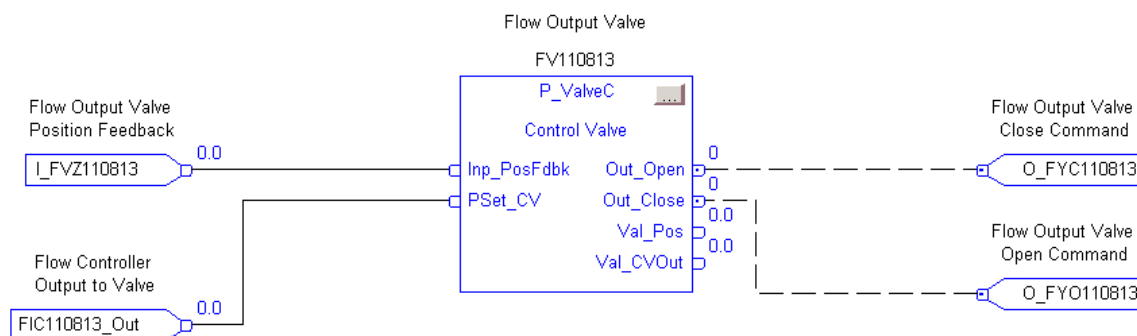 Flow Output Valve
FV110813
P_ValveC
...
Control Valve
Flow Output Valve
Position Feedback
I_FVZ110813
0.0
Inp_PosFdbk
PSet_CV
Flow Controller
Output to Valve
FIC110813_Out
0.0
Out_Open
0
Out_Close
0
Val_Pos
0.0
Val_CVOut
0.0
Flow Output Valve
Close Command
O_FYC110813
Flow Output Valve
Open Command
O_FYO110813